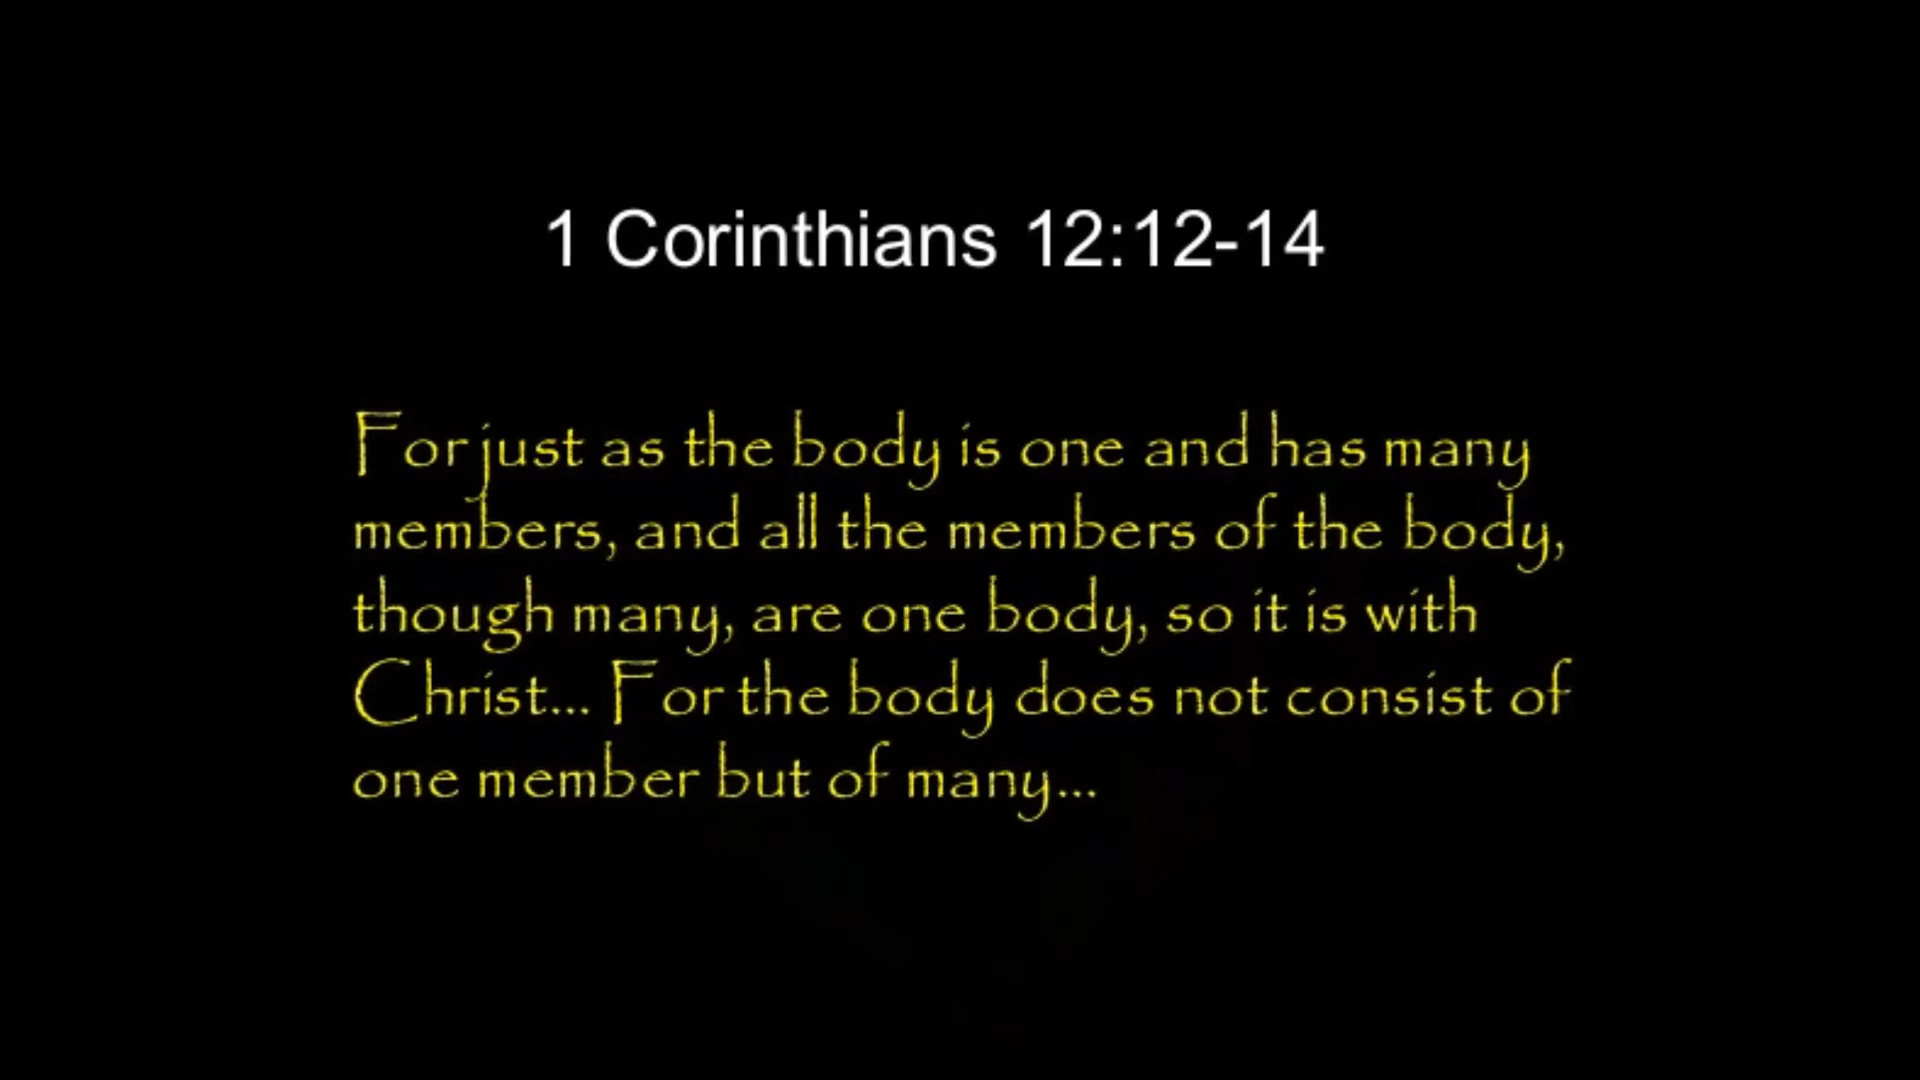 1 Corinthians 12:12-14
For just as the body is one and has many
members, and all the members of the body,
though many, are one body, so it is with
Christ... For the body does not consist of
one member but of many...